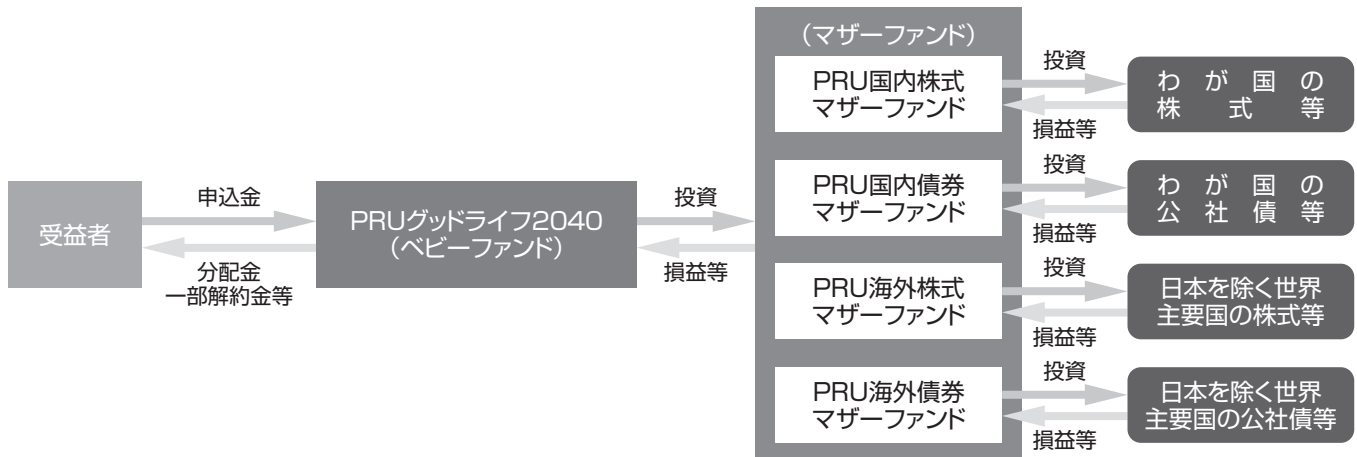 受益者
申込金
分配金
一部解約金等
PRUグッドライフ2040
(ベビーファンド)
投資
損益等
(マザーファンド)
PRU国内株式
マザーファンド
投資
損益等
わが国の
株式等
PRU国内債券
マザーファンド
投資
損益等
わが国の
公社債等
PRU海外株式
マザーファンド
投資
損益等
日本を除く世界
主要国の株式等
PRU海外債券
マザーファンド
投資
損益等
日本を除く世界
主要国の公社債等